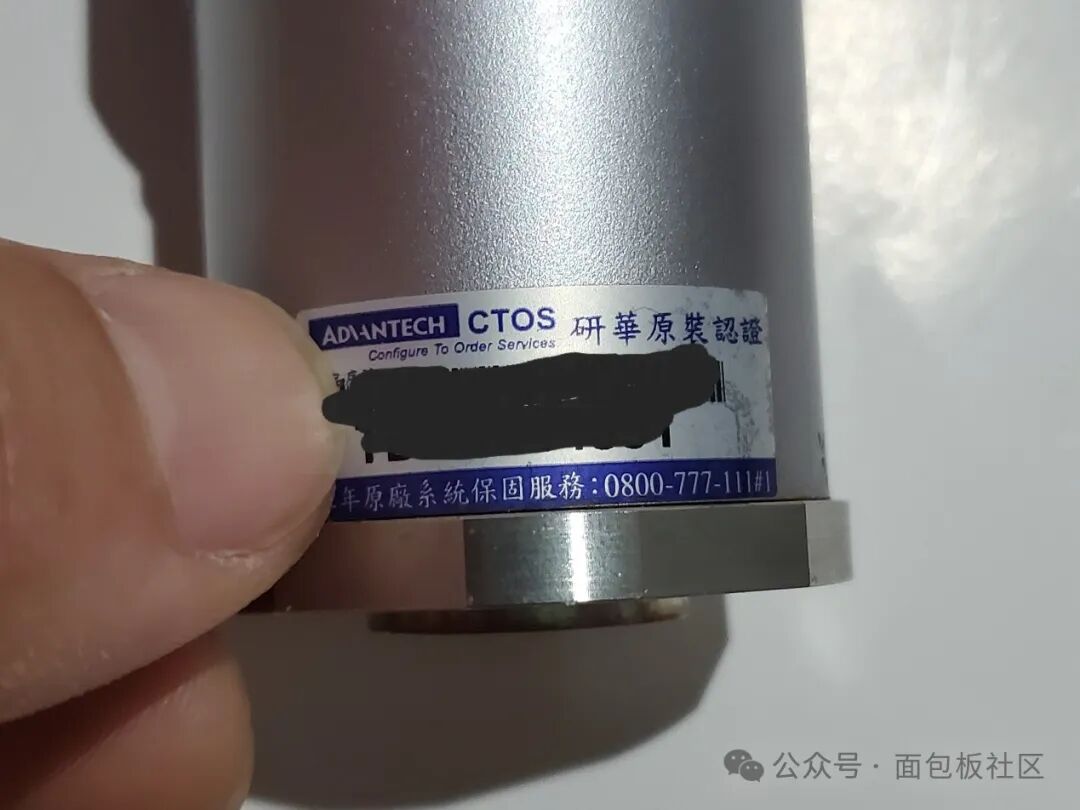 ADVANTECH CTOS 研華原裝認證
Configure To Order Services
年原廠系統保固服務：0800-777-111#1
公众号 · 面包板社区